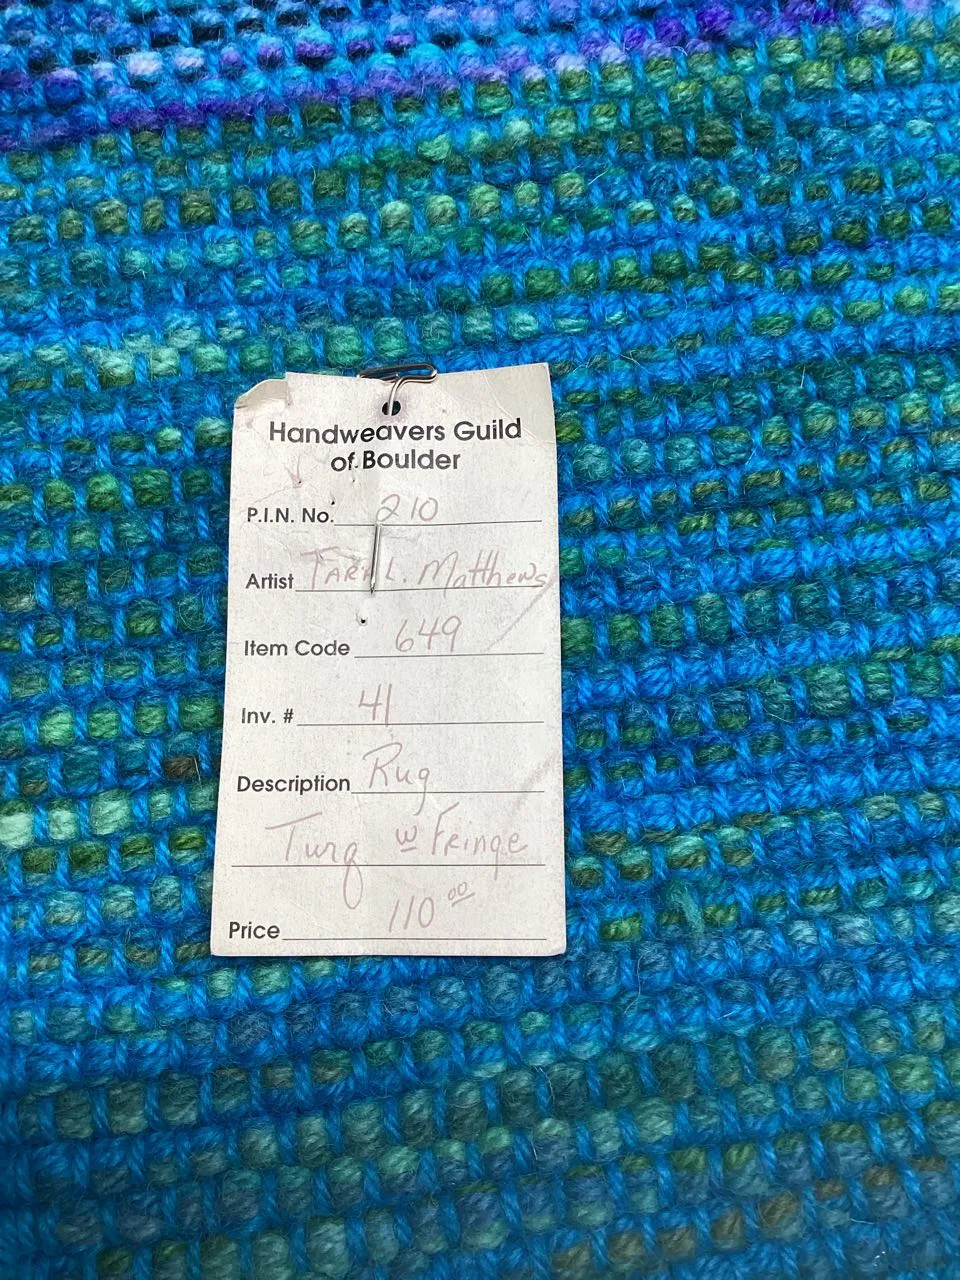 Handweavers Guild
of Boulder
P.I.N. No. 210
Artist L. Matthews
Item Code 649
Inv. # 41
Description Rug
Turq w Fringe
Price 110 00